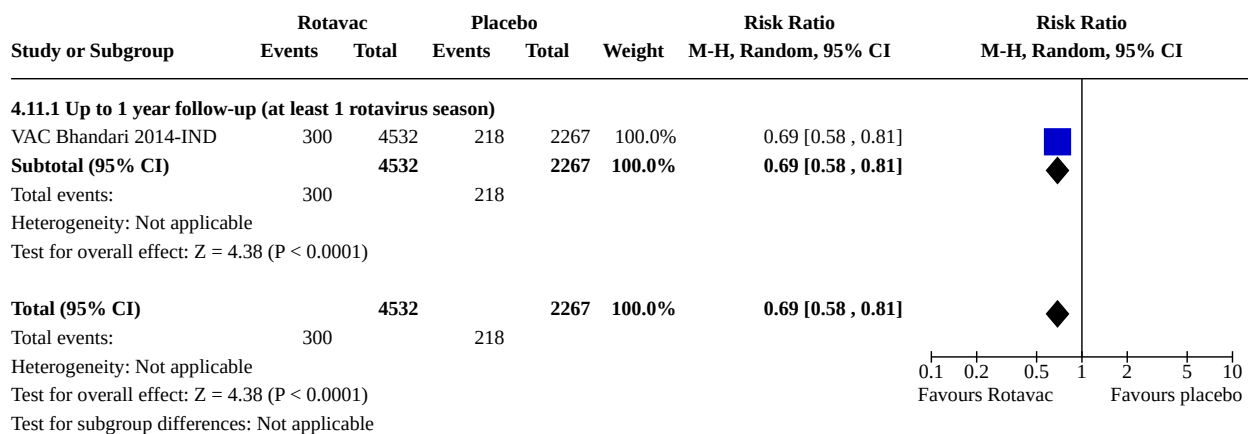 Rotavac Placebo Risk Ratio Risk Ratio
Study or Subgroup Events Total Events Total Weight M-H, Random, 95% CI M-H, Random, 95% CI
4.11.1 Up to 1 year follow-up (at least 1 rotavirus season)
VAC Bhandari 2014-IND 300 4532 218 2267 100.0% 0.69 [0.58 , 0.81]
Subtotal (95% CI) 4532 2267 100.0% 0.69 [0.58 , 0.81]
Total events: 300 218
Heterogeneity: Not applicable
Test for overall effect: Z = 4.38 (P < 0.0001)
Total (95% CI) 4532 2267 100.0% 0.69 [0.58 , 0.81]
Total events: 300 218
Heterogeneity: Not applicable 0.1 0.2 0.5 1 2 5 10
Test for overall effect: Z = 4.38 (P < 0.0001) Favours Rotavac Favours placebo
Test for subgroup differences: Not applicable